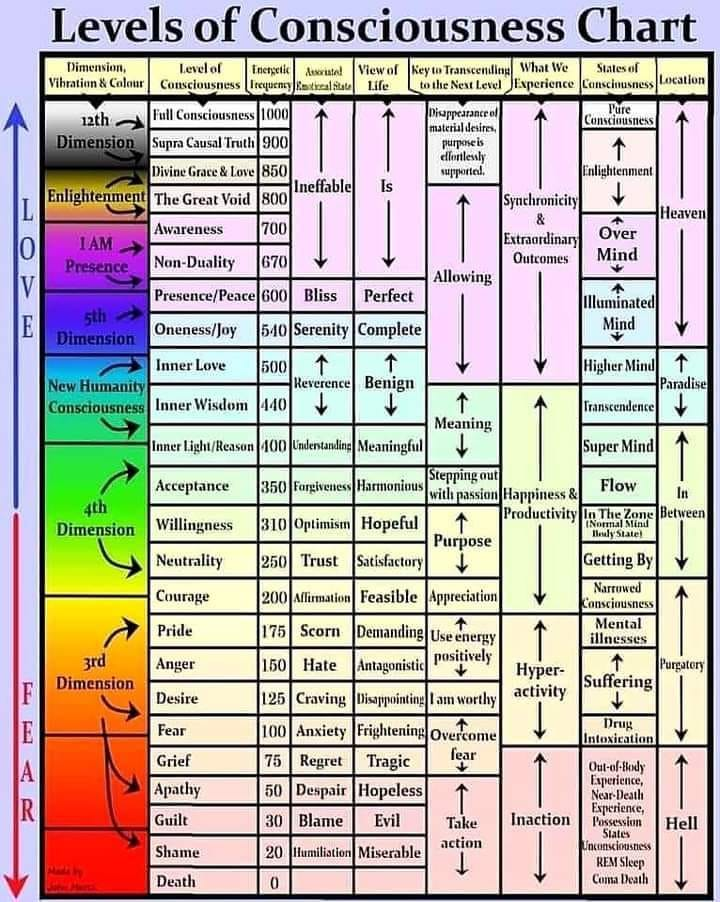 Levels of Consciousness Chart
Dimension, Vibration & Colour
Level of Consciousness
Energetic Frequency
Associated Emotional State
View of Life
Key to Transcending to the Next Level
What We Experience
States of Consciousness
Location
LOVE
FEAR
12th Dimension
Enlightenment
I AM Presence
5th Dimension
New Humanity Consciousness
4th Dimension
3rd Dimension
Full Consciousness 1000
Supra Causal Truth 900
Divine Grace & Love 850
The Great Void 800
Awareness 700
Non-Duality 670
Ineffable
Is
Presence/Peace 600 Bliss Perfect
Oneness/Joy 540 Serenity Complete
Inner Love 500
Inner Wisdom 440
Reverence
Benign
Inner Light/Reason 400 Understanding Meaningful
Acceptance 350 Forgiveness Harmonious
Willingness 310 Optimism Hopeful
Neutrality 250 Trust Satisfactory
Courage 200 Affirmation Feasible
Pride 175 Scorn Demanding
Anger 150 Hate Antagonistic
Desire 125 Craving Disappointing
Fear 100 Anxiety Frightening
Grief 75 Regret Tragic
Apathy 50 Despair Hopeless
Guilt 30 Blame Evil
Shame 20 Humiliation Miserable
Death 0
Disappearance of
material desires,
purpose is
effortlessly
supported.
Allowing
Meaning
Stepping out
with passion
Purpose
Appreciation
Use energy
positively
I am worthy
Overcome
fear
Take
action
Synchronicity
&
Extraordinary
Outcomes
Happiness &
Productivity
Hyper-
activity
Inaction
Pure
Consciousness
Enlightenment
Over
Mind
Illuminated
Mind
Higher Mind
Transcendence
Super Mind
Flow
In The Zone
(Normal Mind
Body State)
Getting By
Narrowed
Consciousness
Mental
illnesses
Suffering
Drug
Intoxication
Out-of-Body
Experience,
Near-Death
Experience,
Possession
States
Unconsciousness
REM Sleep
Coma Death
Heaven
Paradise
In
Between
Purgatory
Hell
Made by